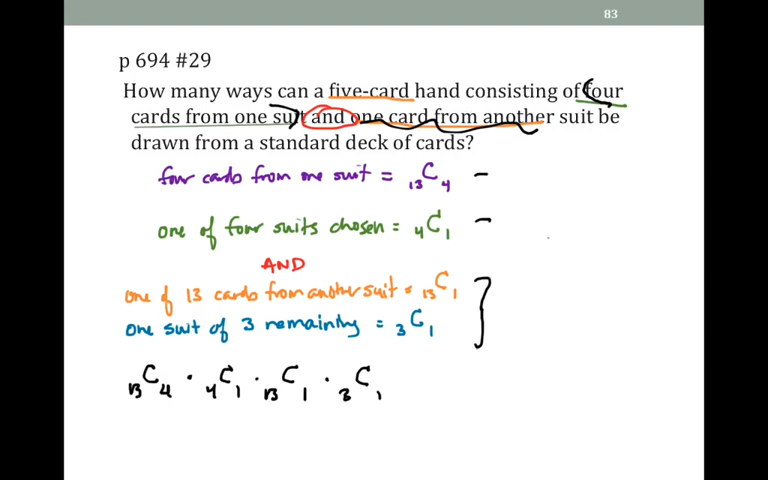 83
p 694 #29
How many ways can a five-card hand consisting of four
cards from one suit and one card from another suit be
drawn from a standard deck of cards?
four cards from one suit = ₁₃C₄ –
one of four suits chosen = ₄C₁ –
AND
one of 13 cards from another suit = ₁₃C₁
one suit of 3 remaining = ₃C₁
₁₃C₄ · ₄C₁ · ₁₃C₁ · ₃C₁